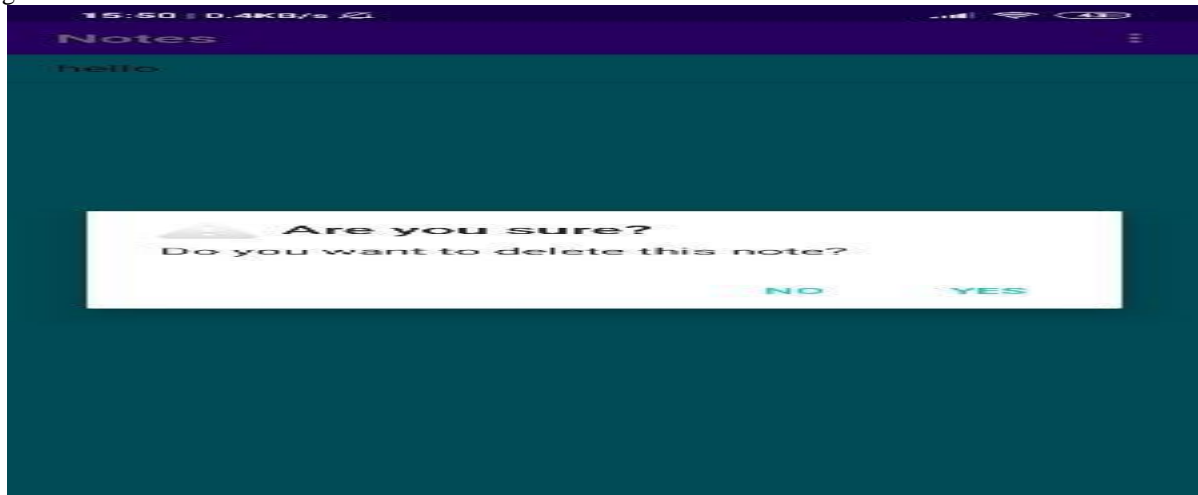 15:50 0.4KB/s
Notes
hello
Are you sure?
Do you want to delete this note?
NO YES